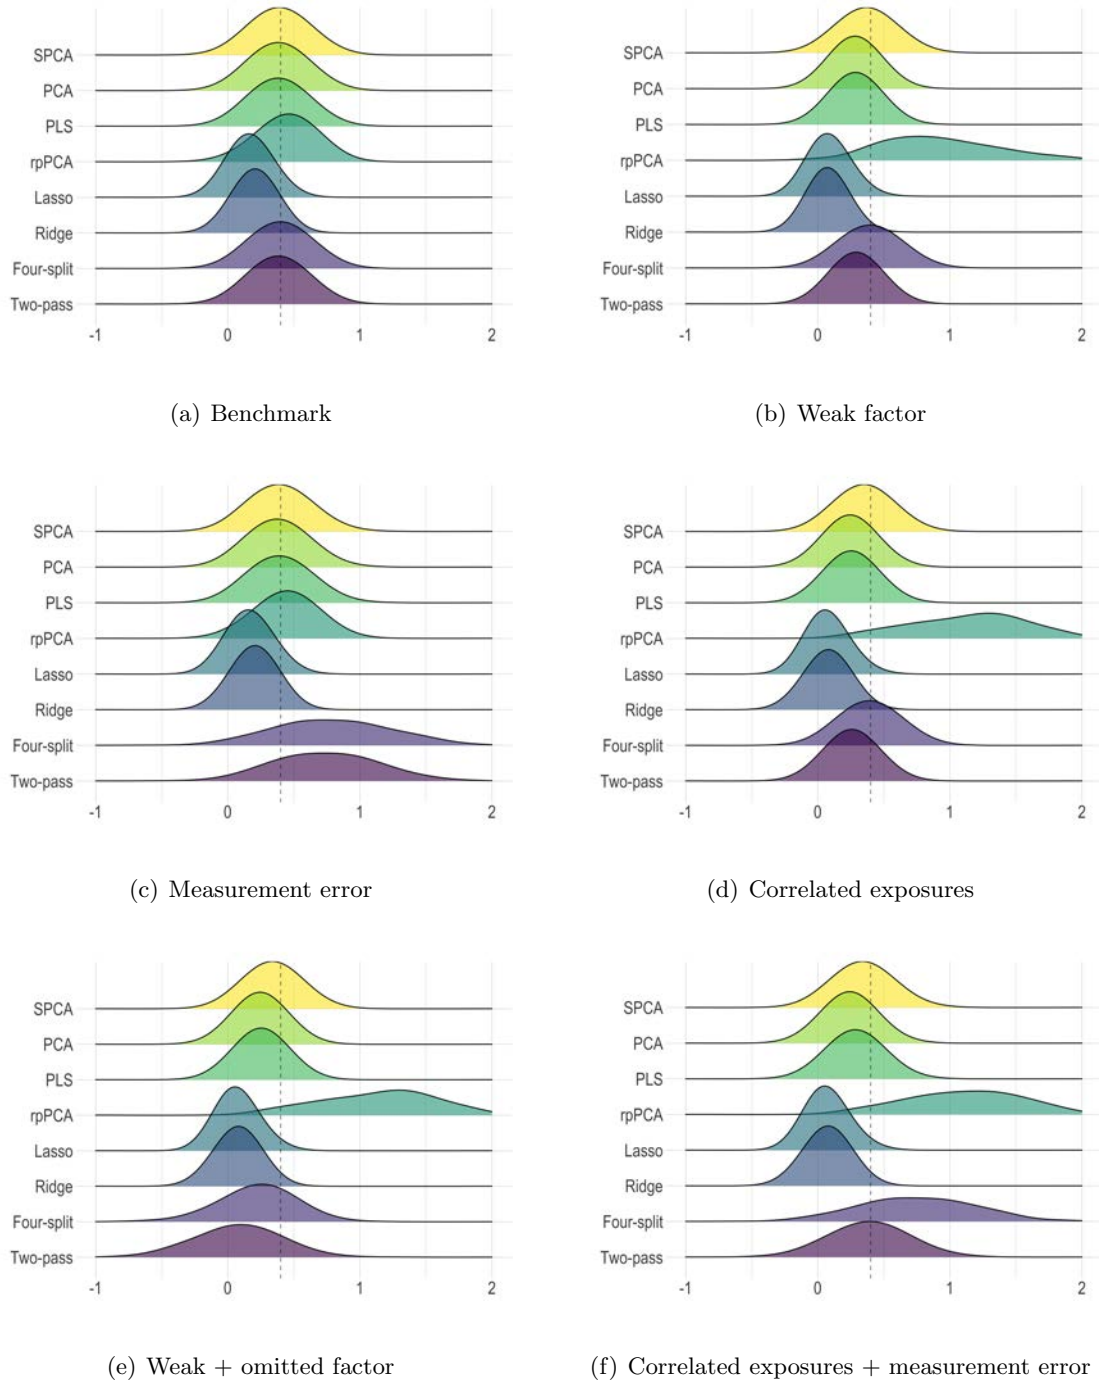 SPCA
PCA
PLS
rpPCA
Lasso
Ridge
Four-split
Two-pass
-1 0 1 2
(a) Benchmark
SPCA
PCA
PLS
rpPCA
Lasso
Ridge
Four-split
Two-pass
-1 0 1 2
(b) Weak factor
SPCA
PCA
PLS
rpPCA
Lasso
Ridge
Four-split
Two-pass
-1 0 1 2
(c) Measurement error
SPCA
PCA
PLS
rpPCA
Lasso
Ridge
Four-split
Two-pass
-1 0 1 2
(d) Correlated exposures
SPCA
PCA
PLS
rpPCA
Lasso
Ridge
Four-split
Two-pass
-1 0 1 2
(e) Weak + omitted factor
SPCA
PCA
PLS
rpPCA
Lasso
Ridge
Four-split
Two-pass
-1 0 1 2
(f) Correlated exposures + measurement error